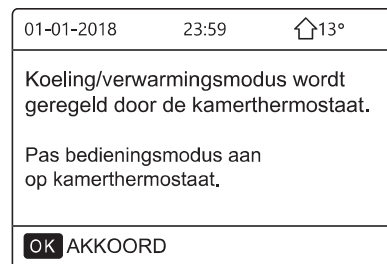 01-01-2018 23:59 13°
Koeling/verwarmingsmodus wordt
geregeld door de kamerthermostaat.
Pas bedieningsmodus aan
op kamerthermostaat.
OK AKKOORD